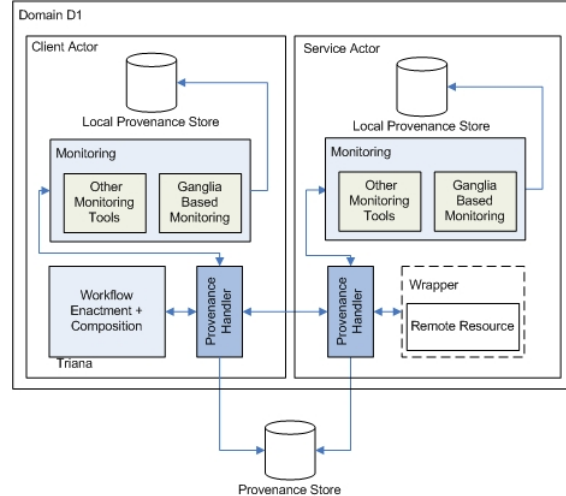 Domain D1
Client Actor
Local Provenance Store
Monitoring
Other
Monitoring
Tools
Ganglia
Based
Monitoring
Workflow
Enactment +
Composition
Triana
Provenance
Handler
Service Actor
Local Provenance Store
Monitoring
Other
Monitoring
Tools
Ganglia
Based
Monitoring
Provenance
Handler
Wrapper
Remote Resource
Provenance Store